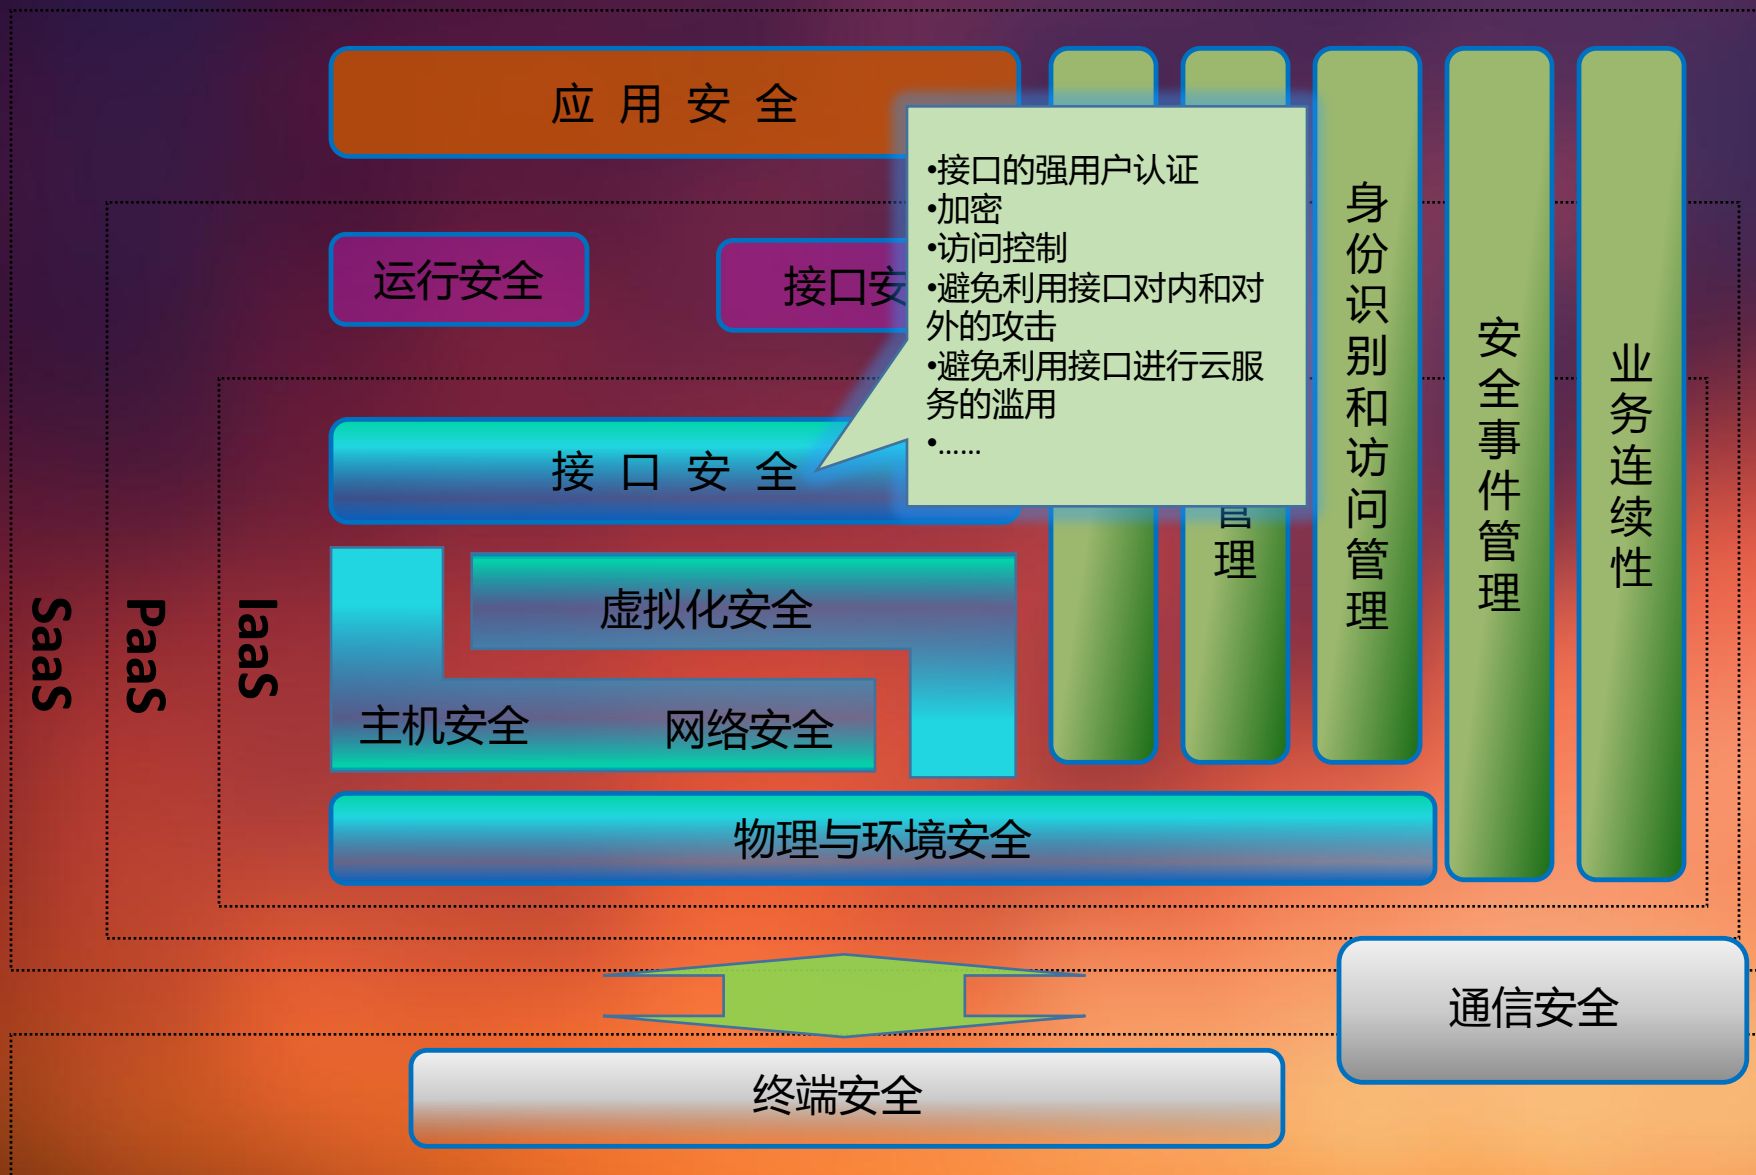 应 用 安 全
•接口的强用户认证
•加密
•访问控制
•避免利用接口对内和对
外的攻击
•避免利用接口进行云服
务的滥用
•......
运行安全
接口安
接 口 安 全
虚拟化安全
主机安全
网络安全
物理与环境安全
管理
身份识别和访问管理
安全事件管理
业务连续性
SaaS
PaaS
IaaS
通信安全
终端安全